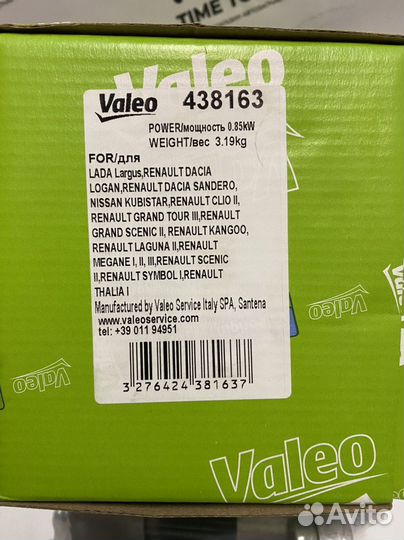 TIME TO
Valeo 438163
POWER/мощность 0.85kW
WEIGHT/вес 3.19kg
FOR/для
LADA Largus,RENAULT DACIA
LOGAN,RENAULT DACIA SANDERO,
NISSAN KUBISTAR,RENAULT CLIO II,
RENAULT GRAND TOUR III,RENAULT
GRAND SCENIC II, RENAULT KANGOO,
RENAULT LAGUNA II,RENAULT
MEGANE I, II, III,RENAULT SCENIC
II,RENAULT SYMBOL I,RENAULT
THALIA I
Manufactured by Valeo Service Italy SPA, Santena
www.valeoservice.com
tel: +39 011 94951
3 276424 381637
Valeo
Valeo
Valeo
Avito